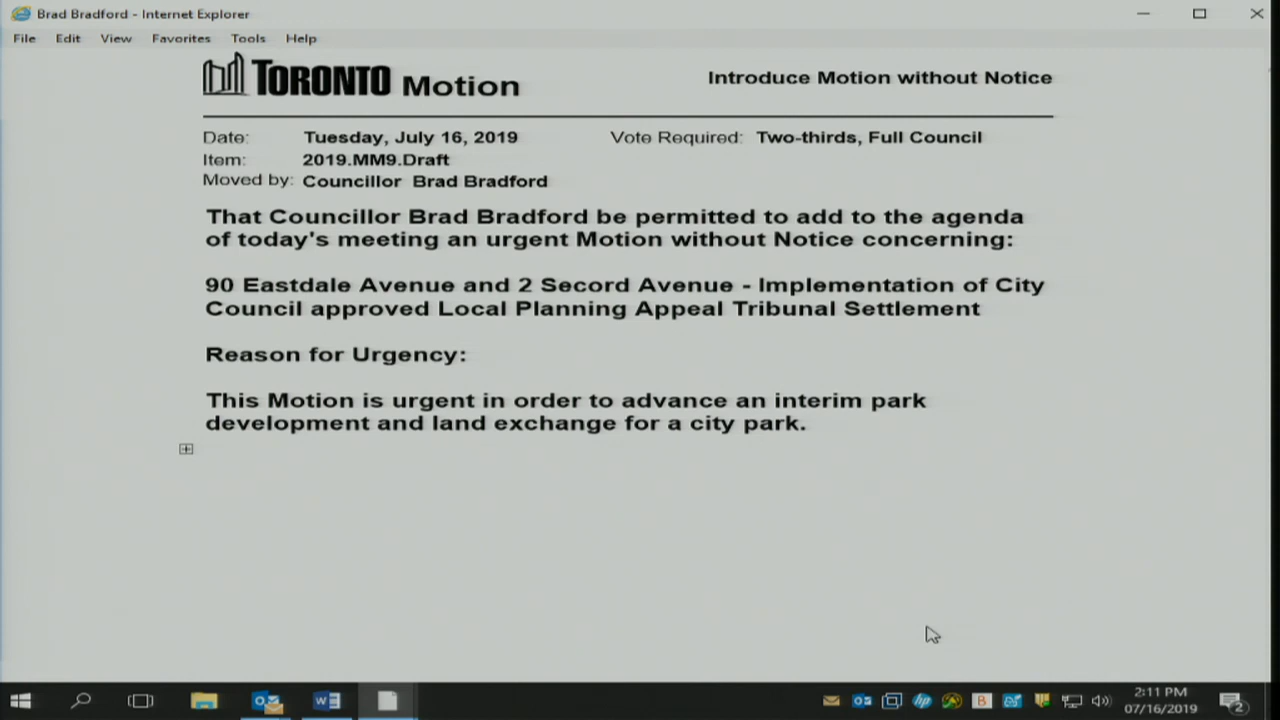 Brad Bradford - Internet Explorer
File Edit View Favorites Tools Help
TORONTO Motion
Introduce Motion without Notice
Date: Tuesday, July 16, 2019 Vote Required: Two-thirds, Full Council
Item: 2019.MM9.Draft
Moved by: Councillor Brad Bradford
That Councillor Brad Bradford be permitted to add to the agenda
of today's meeting an urgent Motion without Notice concerning:
90 Eastdale Avenue and 2 Secord Avenue - Implementation of City
Council approved Local Planning Appeal Tribunal Settlement
Reason for Urgency:
This Motion is urgent in order to advance an interim park
development and land exchange for a city park.
2:11 PM
07/16/2019
2